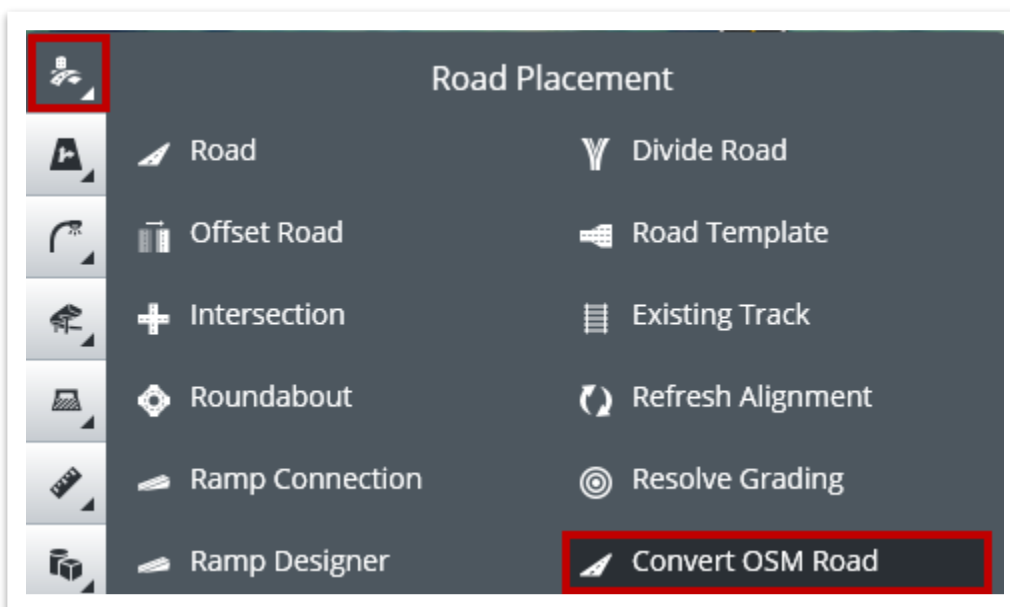 Road Placement
Road
Divide Road
Offset Road
Road Template
Intersection
Existing Track
Roundabout
Refresh Alignment
Ramp Connection
Resolve Grading
Ramp Designer
Convert OSM Road